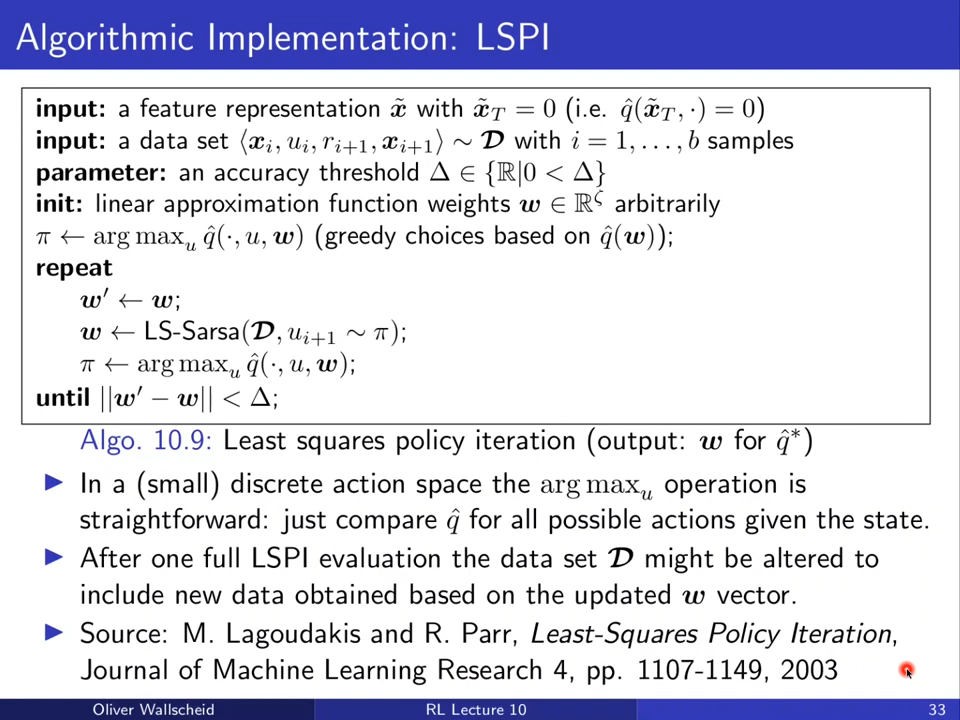 Algorithmic Implementation: LSPI
input: a feature representation x̃ with x̃_T = 0 (i.e. q̂(x̃_T, ·) = 0)
input: a data set ⟨x_i, u_i, r_{i+1}, x_{i+1}⟩ ∼ 𝓓 with i = 1, . . . , b samples
parameter: an accuracy threshold Δ ∈ {ℝ|0 < Δ}
init: linear approximation function weights w ∈ ℝ^ζ arbitrarily
π ← arg max_u q̂(·, u, w) (greedy choices based on q̂(w));
repeat
w′ ← w;
w ← LS-Sarsa(𝓓, u_{i+1} ∼ π);
π ← arg max_u q̂(·, u, w);
until ||w′ − w|| < Δ;
Algo. 10.9: Least squares policy iteration (output: w for q̂*)
▶ In a (small) discrete action space the arg max_u operation is
straightforward: just compare q̂ for all possible actions given the state.
▶ After one full LSPI evaluation the data set 𝓓 might be altered to
include new data obtained based on the updated w vector.
▶ Source: M. Lagoudakis and R. Parr, Least-Squares Policy Iteration,
Journal of Machine Learning Research 4, pp. 1107-1149, 2003
Oliver Wallscheid RL Lecture 10 33